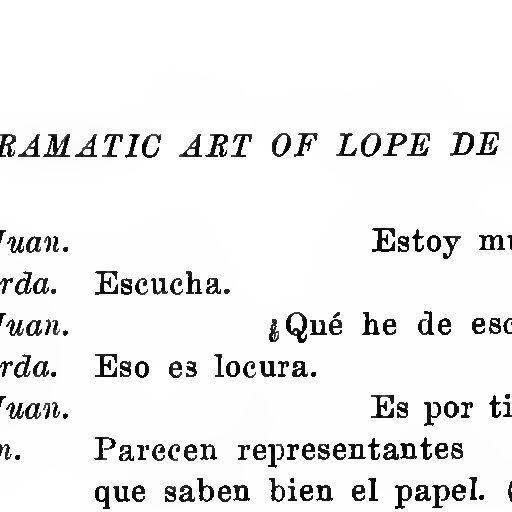 RAMATIC ART OF LOPE DE
Juan. Estoy mu
rda. Escucha.
Juan. ¿Qué he de esc
rda. Eso es locura.
Juan. Es por ti
n. Parecen representantes
que saben bien el papel. (